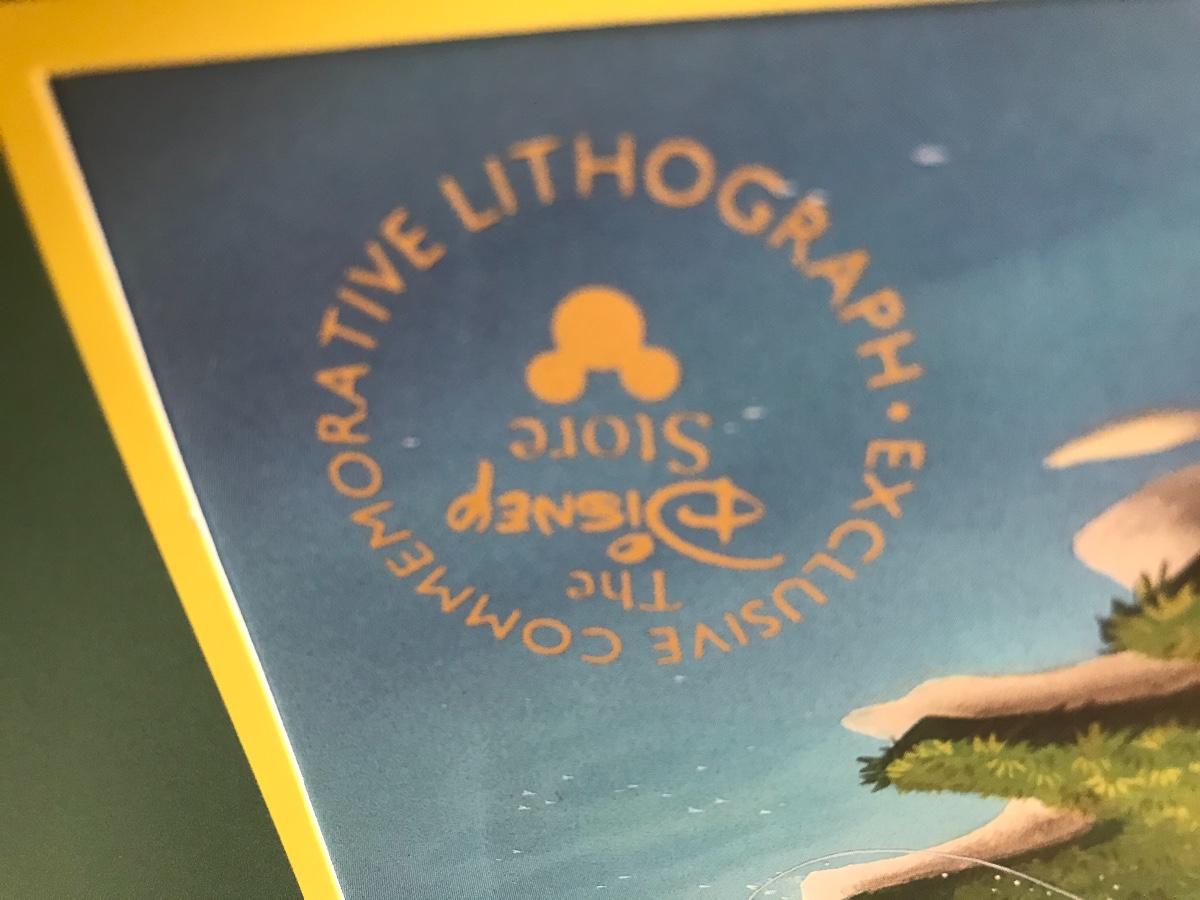 EXCLUSIVE COMMEMORATIVE LITHOGRAPH •
The
Disney
Store